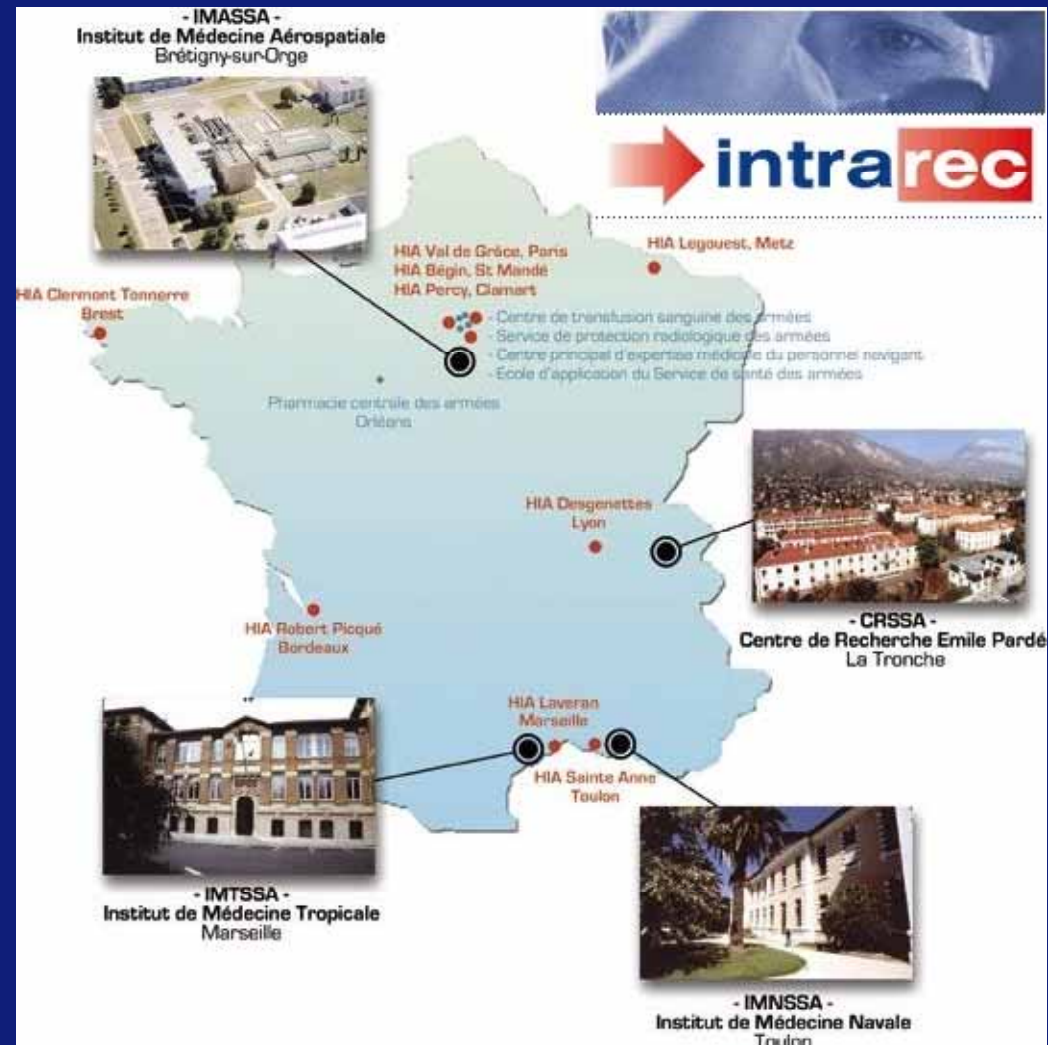 - IMASSA -
Institut de Médecine Aérospatiale
Brétigny-sur-Orge
intrarec
HIA Val de Grâce, Paris
HIA Bégin, St Mandé
HIA Percy, Clamart
HIA Legouest, Metz
HIA Clermont Tonnerre
Brest
- Centre de transfusion sanguine des armées
- Service de protection radiologique des armées
- Centre principal d'expertise médicale du personnel navigant
- Ecole d'application du Service de santé des armées
Pharmacie centrale des armées
Orléans
HIA Desgenettes
Lyon
- CRSSA -
Centre de Recherche Emile Pardé
La Tronche
HIA Robert Picqué
Bordeaux
HIA Laveran
Marseille
HIA Sainte Anne
Toulon
- IMTSSA -
Institut de Médecine Tropicale
Marseille
- IMNSSA -
Institut de Médecine Navale
Toulon